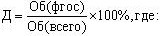 Д = Об(фгос) / Об(всего) × 100%, где: